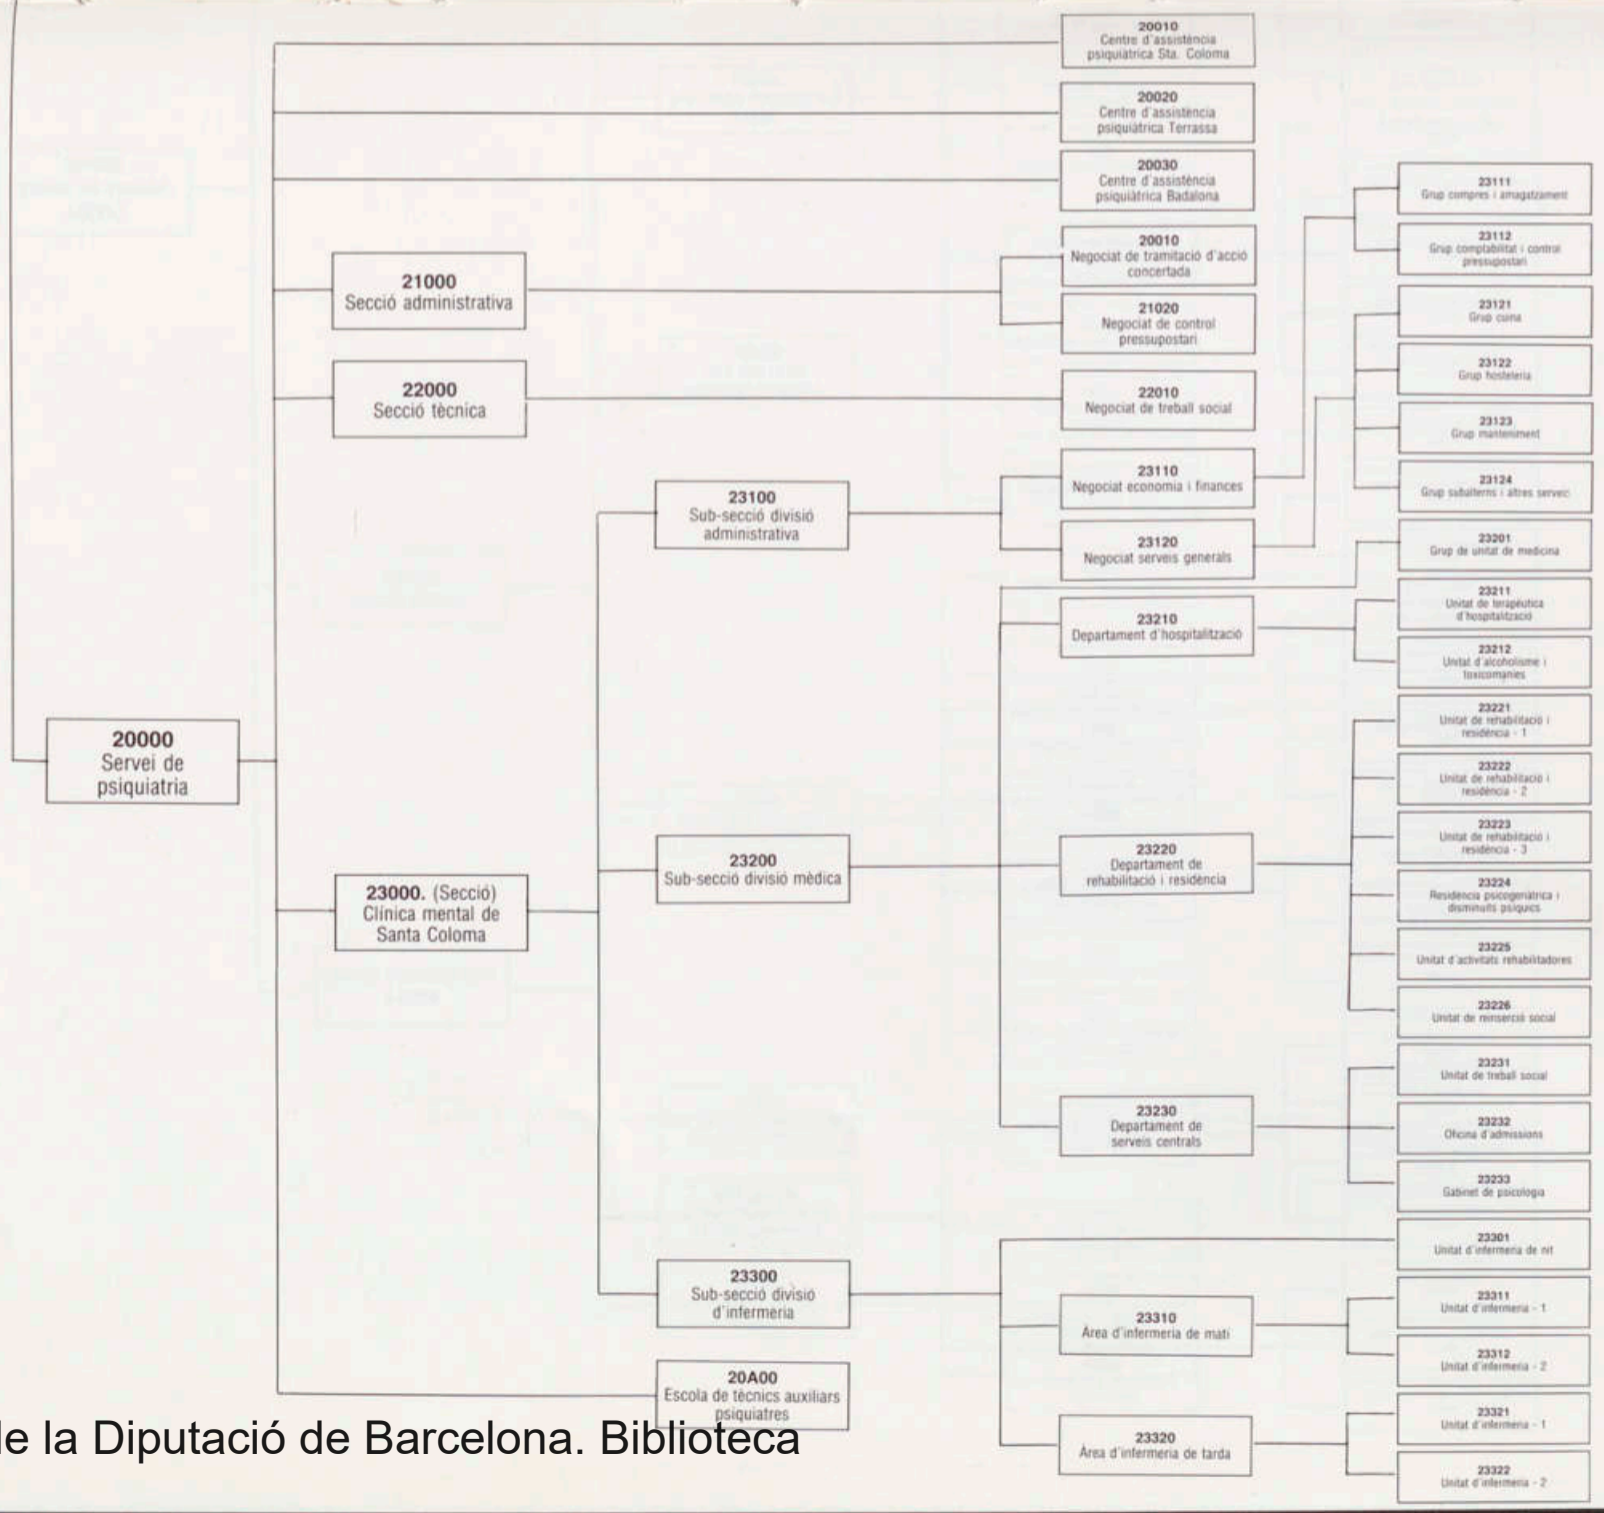 20010
Centre d'assistència
psiquiàtrica Sta. Coloma
20020
Centre d'assistència
psiquiàtrica Terrassa
20030
Centre d'assistència
psiquiàtrica Badalona
20010
Negociat de tramitació d'acció
concertada
21020
Negociat de control
pressupostari
22010
Negociat de treball social
23110
Negociat economia i finances
23120
Negociat serveis generals
23210
Departament d'hospitalització
23220
Departament de
rehabilitació i residència
23230
Departament de
serveis centrals
23310
Àrea d'infermeria de matí
23320
Àrea d'infermeria de tarda
21000
Secció administrativa
22000
Secció tècnica
23000. (Secció)
Clínica mental de
Santa Coloma
20000
Servei de
psiquiatria
23100
Sub-secció divisió
administrativa
23200
Sub-secció divisió mèdica
23300
Sub-secció divisió
d'infermeria
20A00
Escola de tècnics auxiliars
psiquiatres
23111
Grup compres i amagatzament
23112
Grup comptabilitat i control
pressupostari
23121
Grup cuina
23122
Grup hosteleria
23123
Grup manteniment
23124
Grup subalterns i altres servei
23201
Grup de unitat de medicina
23211
Unitat de terapèutica
d'hospitalització
23212
Unitat d'alcoholisme i
toxicomanies
23221
Unitat de rehabilitació i
residència - 1
23222
Unitat de rehabilitació i
residència - 2
23223
Unitat de rehabilitació i
residència - 3
23224
Residència psicogeriàtrica i
disminuïts psíquics
23225
Unitat d'activitats rehabilitadores
23226
Unitat de reinserció social
23231
Unitat de treball social
23232
Oficina d'admissions
23233
Gabinet de psicologia
23301
Unitat d'infermeria de nit
23311
Unitat d'infermeria - 1
23312
Unitat d'infermeria - 2
23321
Unitat d'infermeria - 1
23322
Unitat d'infermeria - 2
de la Diputació de Barcelona. Biblioteca